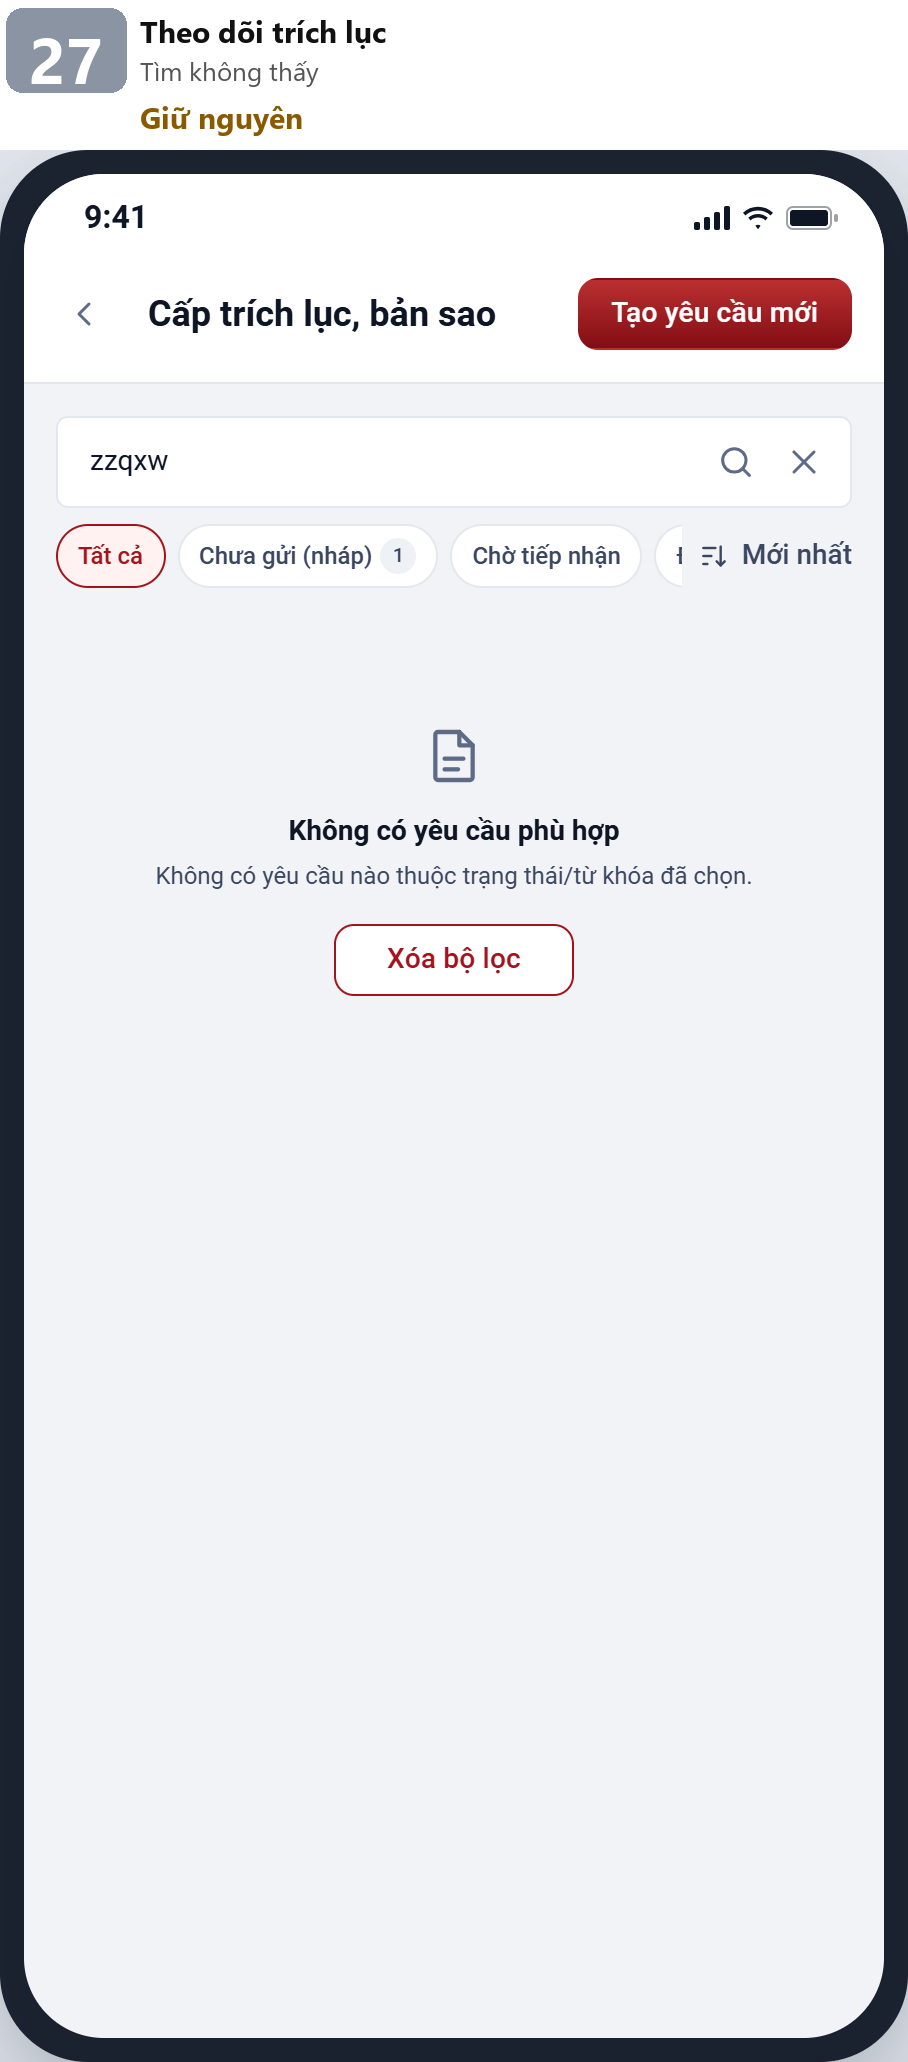 27
Theo dõi trích lục
Tìm không thấy
Giữ nguyên
9:41
Cấp trích lục, bản sao
Tạo yêu cầu mới
zzqxw
Tất cả
Chưa gửi (nháp) 1
Chờ tiếp nhận
Mới nhất
Không có yêu cầu phù hợp
Không có yêu cầu nào thuộc trạng thái/từ khóa đã chọn.
Xóa bộ lọc